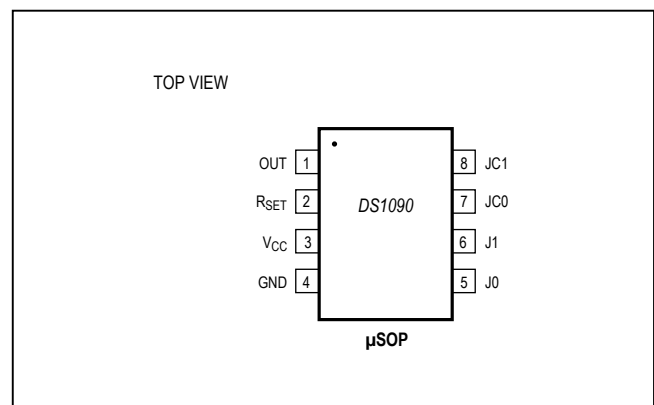 TOP VIEW
OUT 1
RSET 2
VCC 3
GND 4
DS1090
8 JC1
7 JC0
6 J1
5 J0
µSOP